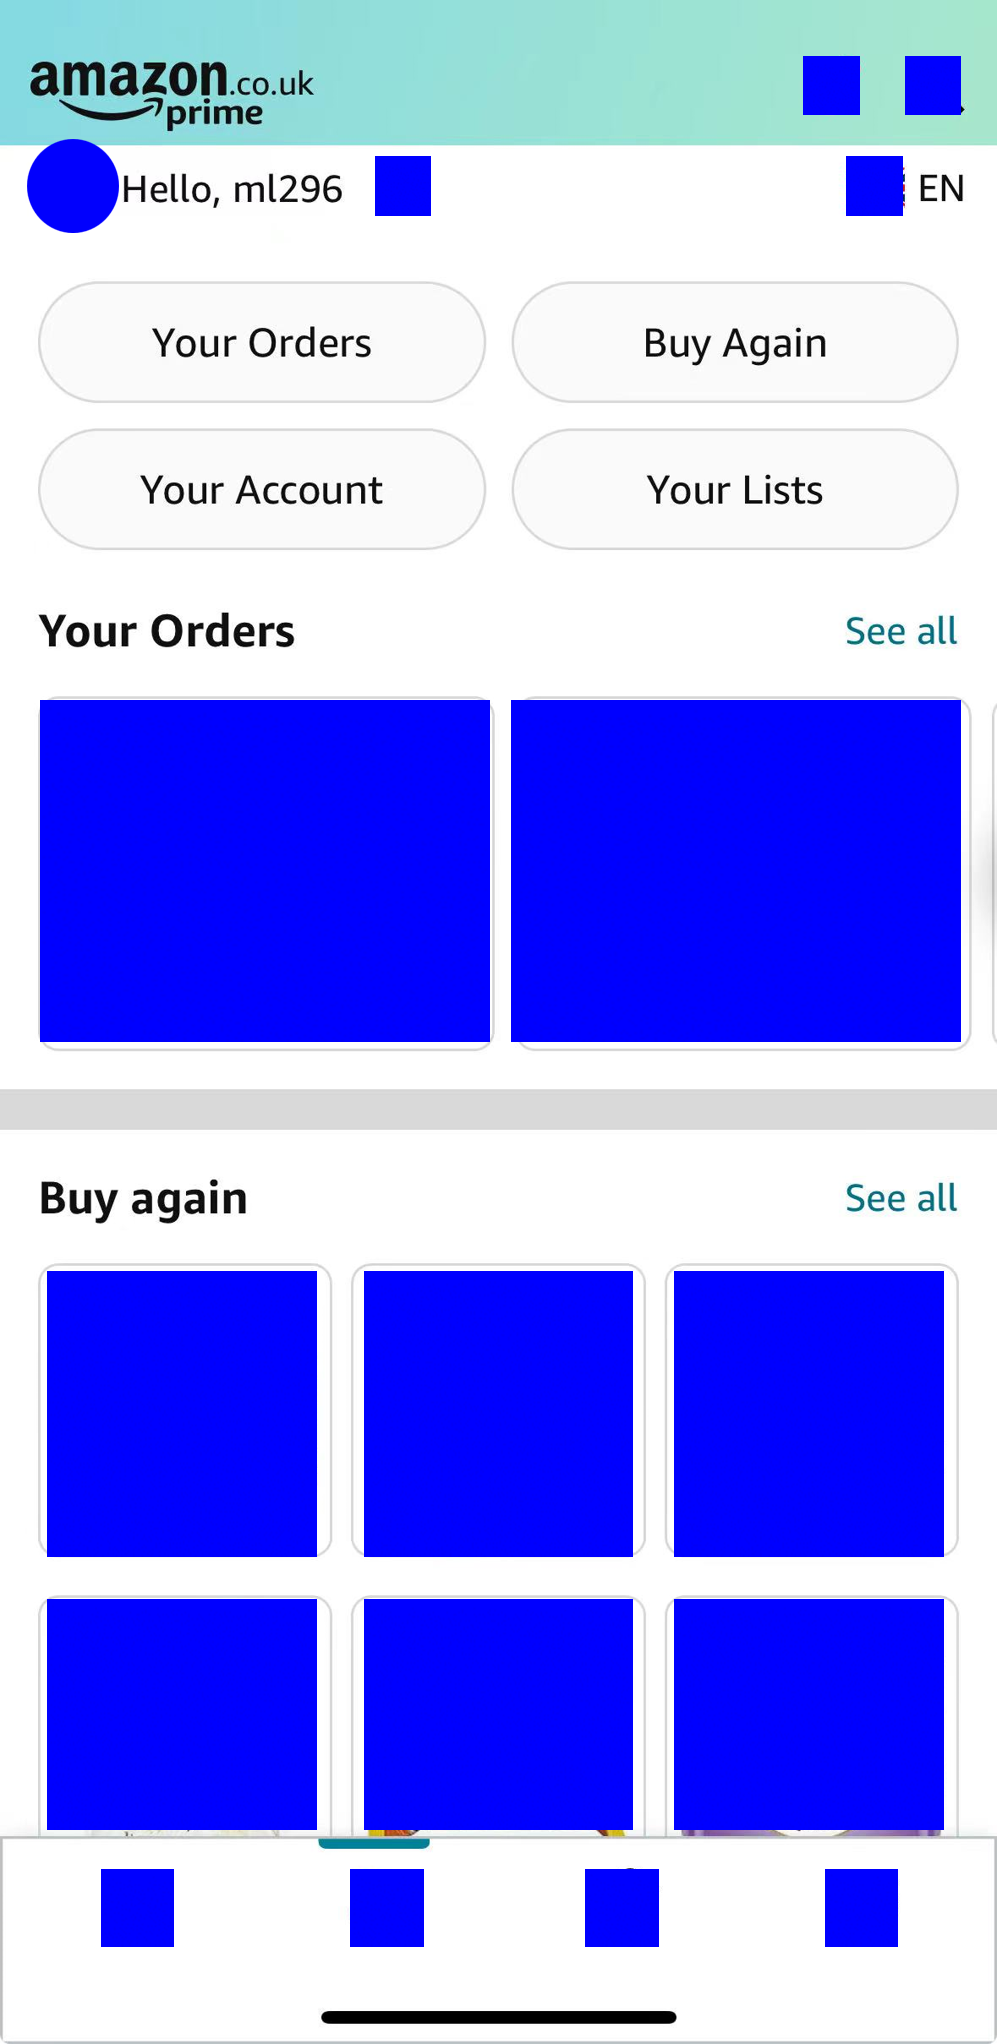 amazon.co.uk
prime
Hello, ml296 EN
Your Orders Buy Again
Your Account Your Lists
Your Orders See all
Buy again See all